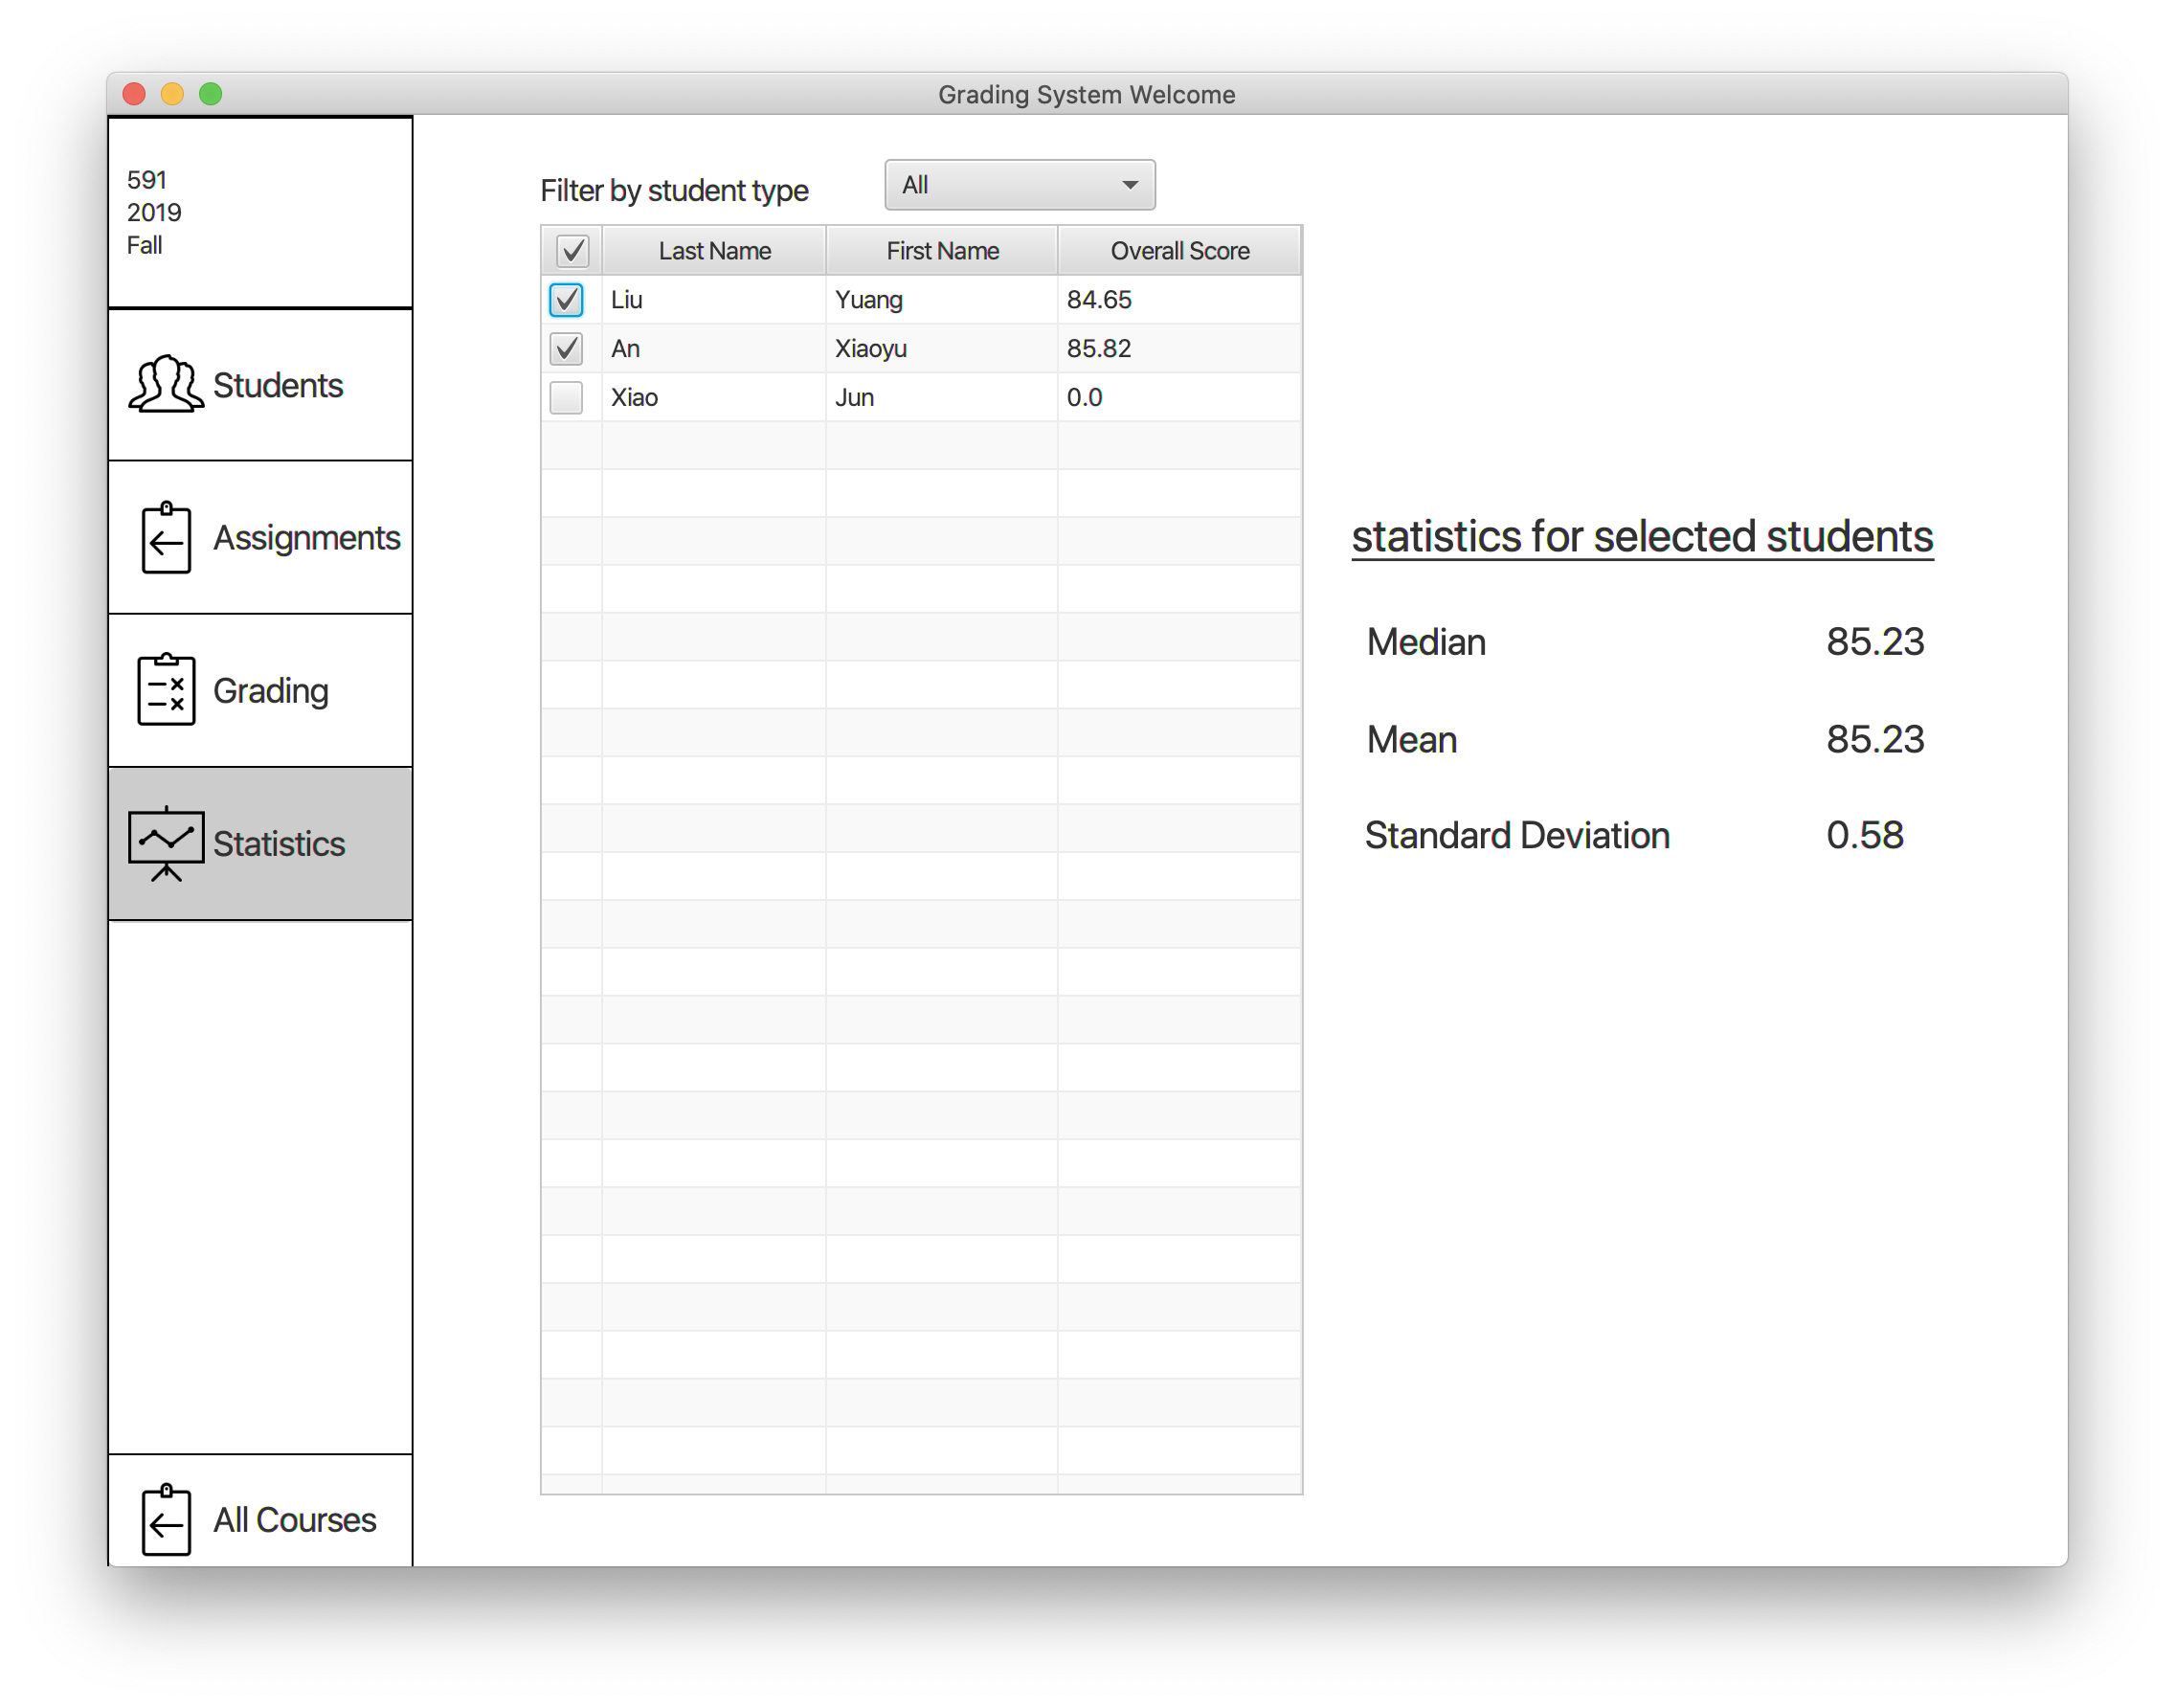 Grading System Welcome
591
2019
Fall
Students
Assignments
Grading
Statistics
All Courses
Filter by student type All
Last Name First Name Overall Score
Liu Yuang 84.65
An Xiaoyu 85.82
Xiao Jun 0.0
statistics for selected students
Median 85.23
Mean 85.23
Standard Deviation 0.58